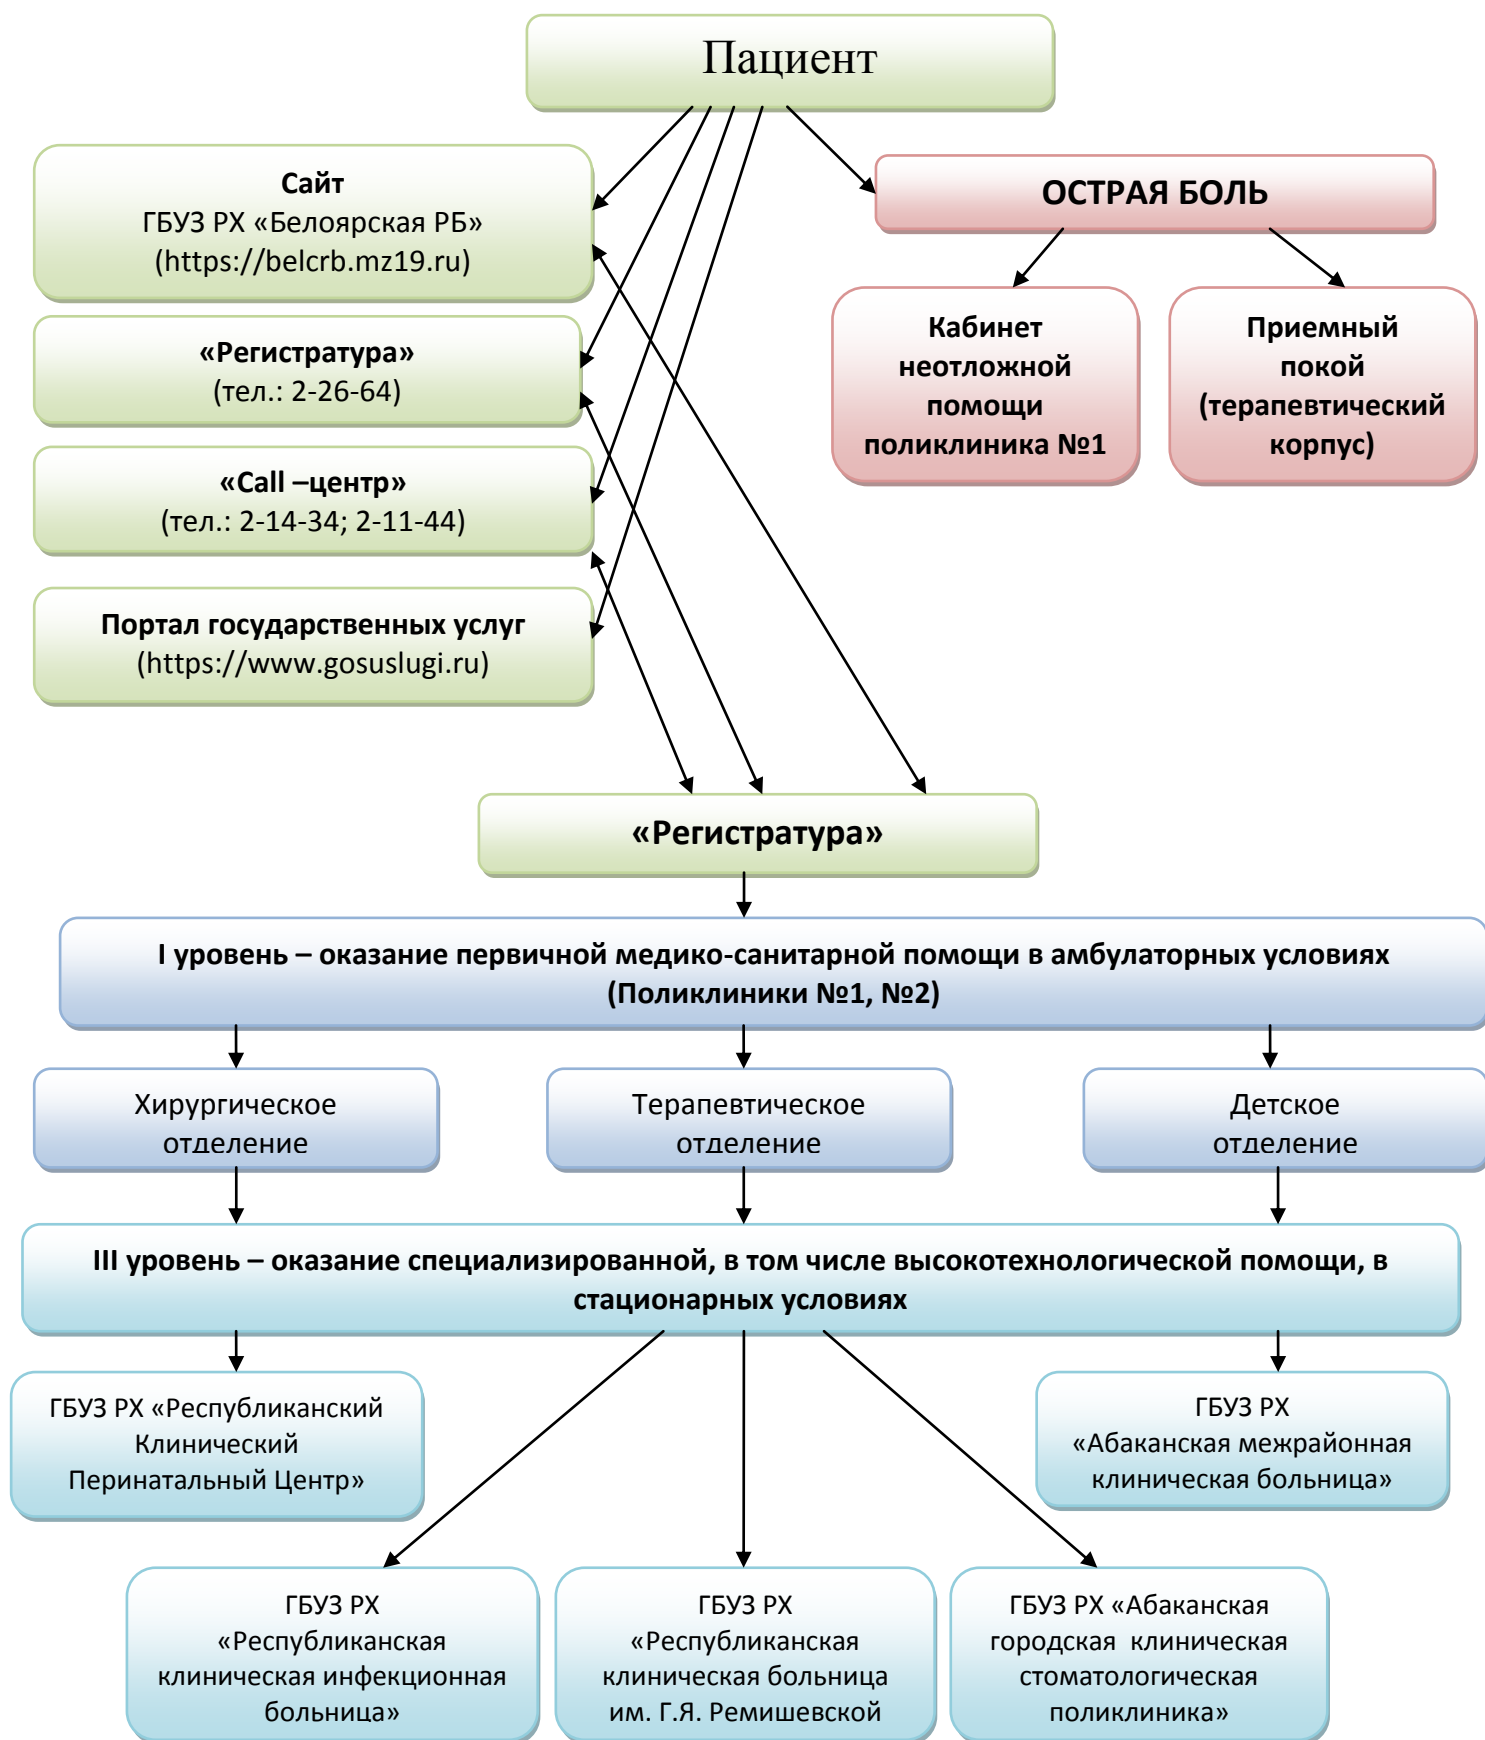 Пациент
Сайт
ГБУЗ РХ «Белоярская РБ»
(https://belcrb.mz19.ru)
ОСТРАЯ БОЛЬ
«Регистратура»
(тел.: 2-26-64)
Кабинет
неотложной
помощи
поликлиника №1
Приемный
покой
(терапевтический
корпус)
«Call –центр»
(тел.: 2-14-34; 2-11-44)
Портал государственных услуг
(https://www.gosuslugi.ru)
«Регистратура»
I уровень – оказание первичной медико-санитарной помощи в амбулаторных условиях
(Поликлиники №1, №2)
Хирургическое
отделение
Терапевтическое
отделение
Детское
отделение
III уровень – оказание специализированной, в том числе высокотехнологической помощи, в
стационарных условиях
ГБУЗ РХ «Республиканский
Клинический
Перинатальный Центр»
ГБУЗ РХ
«Абаканская межрайонная
клиническая больница»
ГБУЗ РХ
«Республиканская
клиническая инфекционная
больница»
ГБУЗ РХ
«Республиканская
клиническая больница
им. Г.Я. Ремишевской
ГБУЗ РХ «Абаканская
городская  клиническая
стоматологическая
поликлиника»